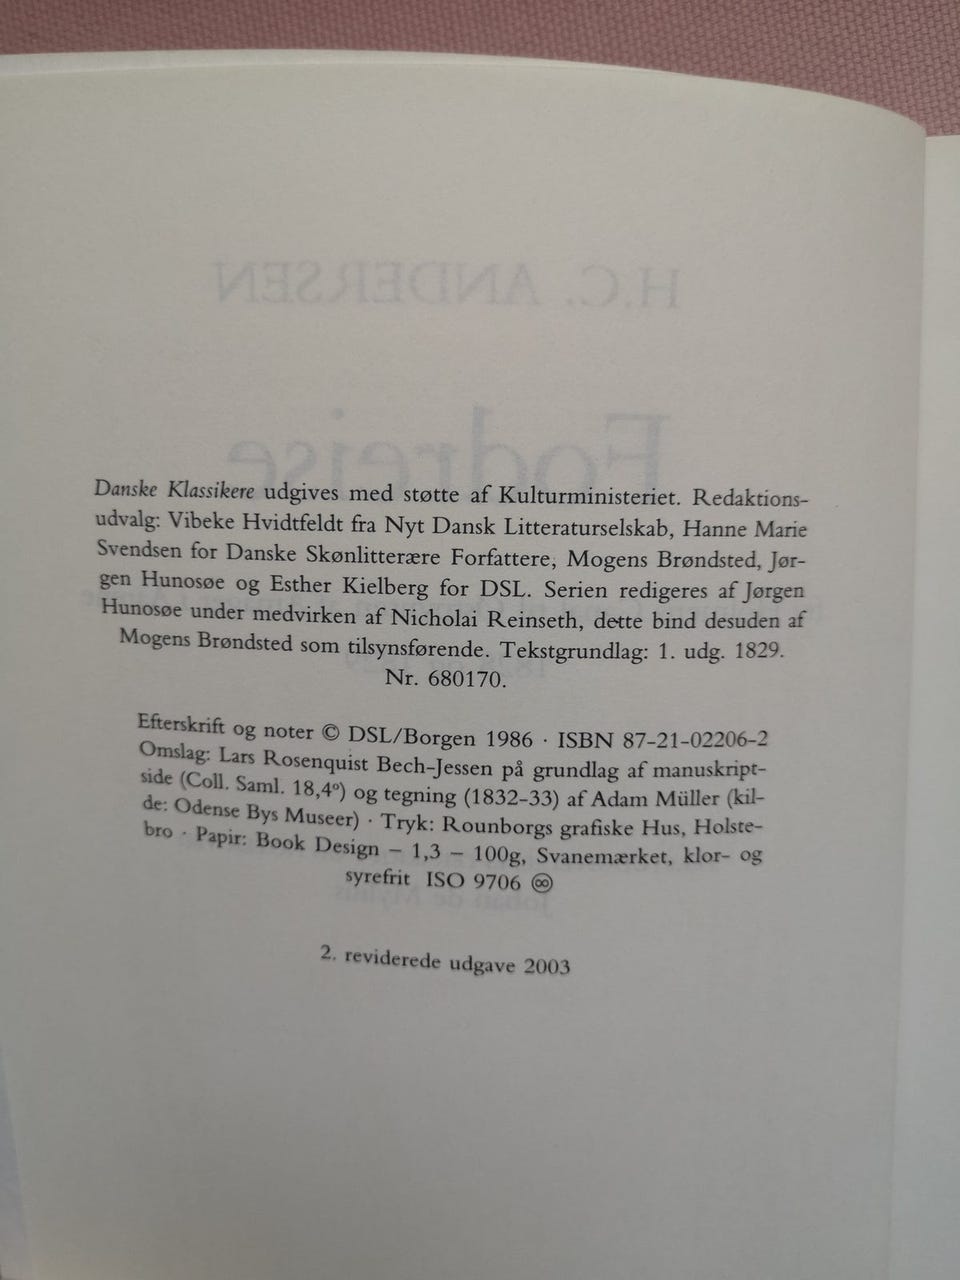 H.C. ANDERSEN
Fodreise
Danske Klassikere udgives med støtte af Kulturministeriet. Redaktions-
udvalg: Vibeke Hvidtfeldt fra Nyt Dansk Litteraturselskab, Hanne Marie
Svendsen for Danske Skønlitterære Forfattere, Mogens Brøndsted, Jør-
gen Hunosøe og Esther Kielberg for DSL. Serien redigeres af Jørgen
Hunosøe under medvirken af Nicholai Reinseth, dette bind desuden af
Mogens Brøndsted som tilsynsførende. Tekstgrundlag: 1. udg. 1829.
Nr. 680170.
Efterskrift og noter © DSL/Borgen 1986 · ISBN 87-21-02206-2
Omslag: Lars Rosenquist Bech-Jessen på grundlag af manuskript-
side (Coll. Saml. 18,4º) og tegning (1832-33) af Adam Müller (kil-
de: Odense Bys Museer) · Tryk: Rounborgs grafiske Hus, Holste-
bro · Papir: Book Design – 1,3 – 100g, Svanemærket, klor- og
syrefrit ISO 9706 ♾
2. reviderede udgave 2003